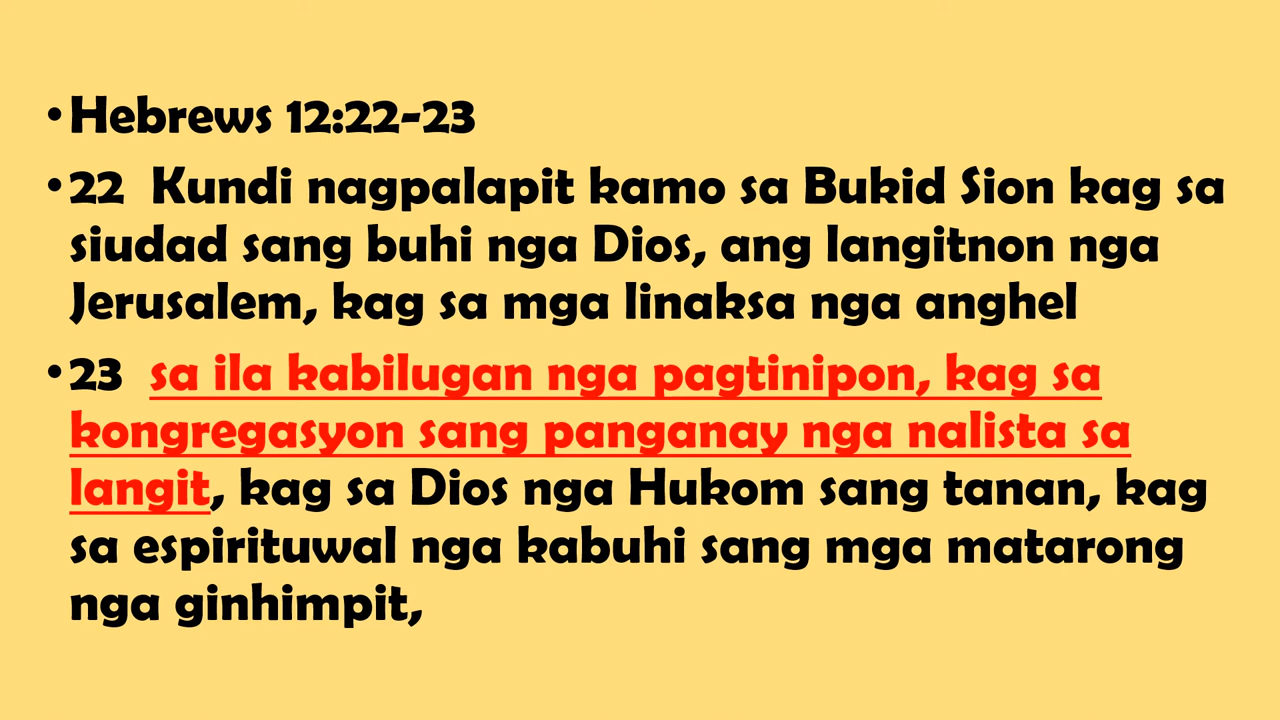 •Hebrews 12:22-23
•22 Kundi nagpalapit kamo sa Bukid Sion kag sa
siudad sang buhi nga Dios, ang langitnon nga
Jerusalem, kag sa mga linaksa nga anghel
•23 sa ila kabilugan nga pagtinipon, kag sa
kongregasyon sang panganay nga nalista sa
langit, kag sa Dios nga Hukom sang tanan, kag
sa espirituwal nga kabuhi sang mga matarong
nga ginhimpit,